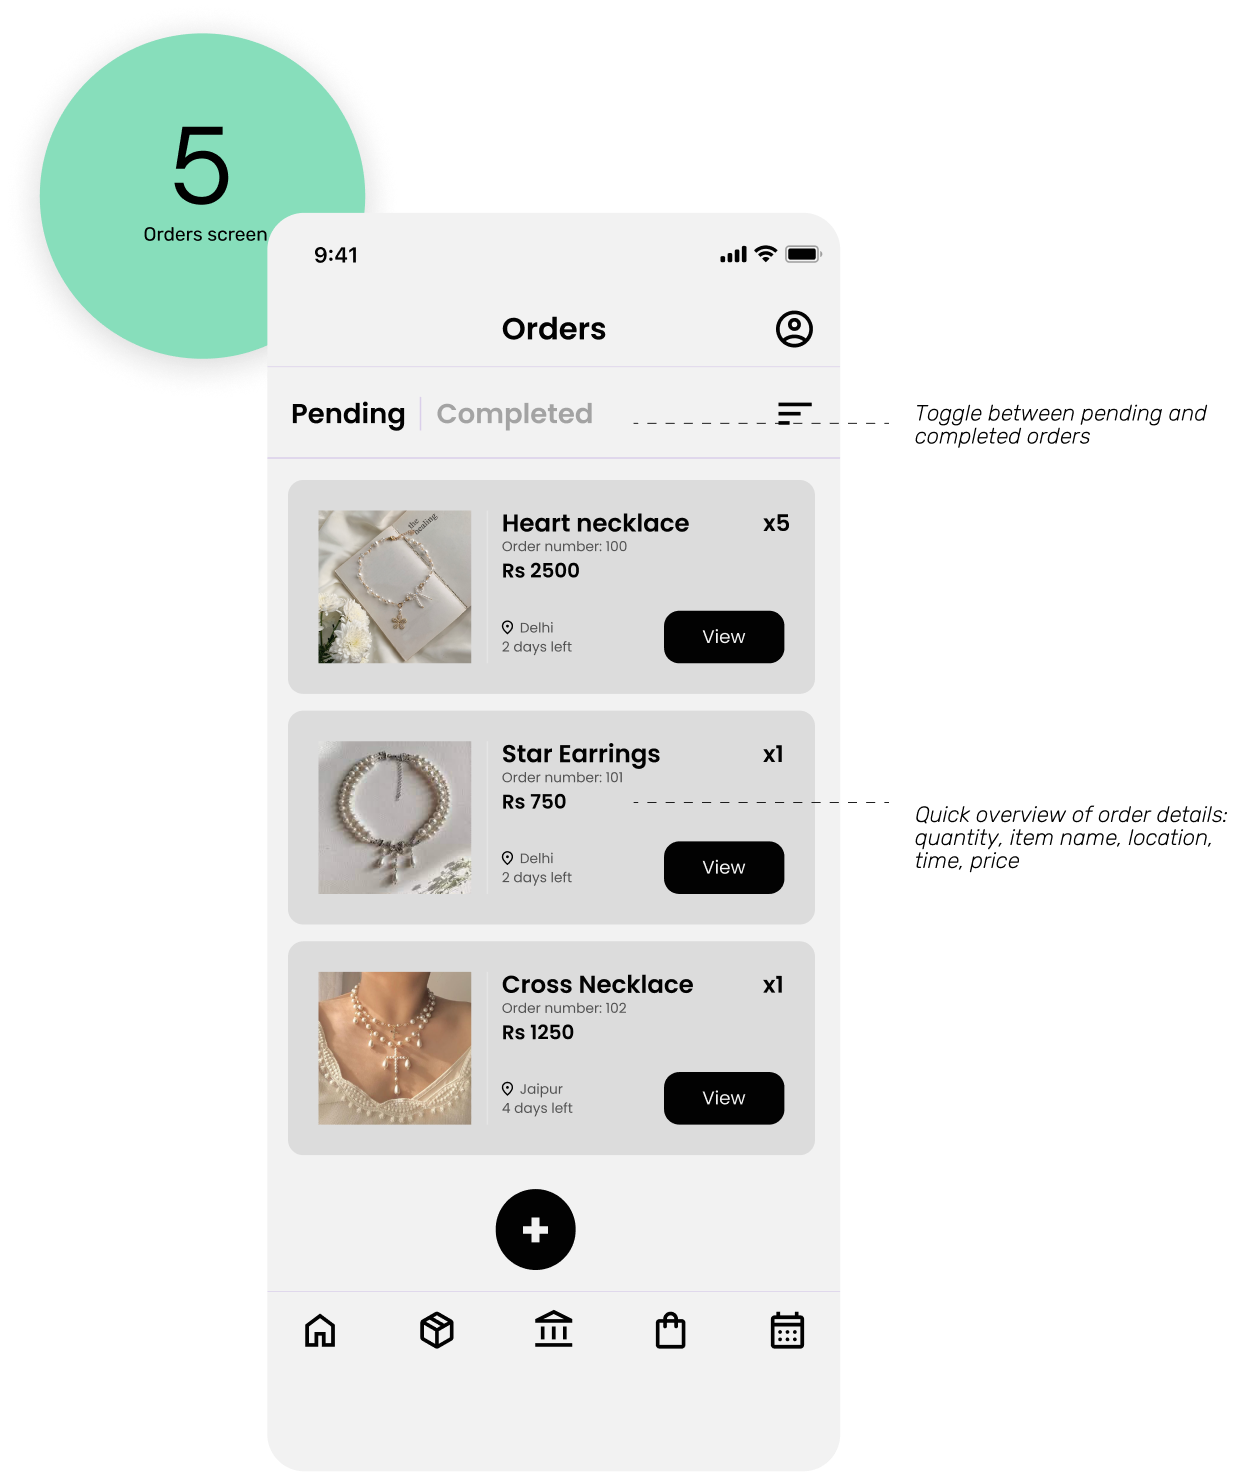 5
Orders screen
9:41
Orders
Pending
Completed
Toggle between pending and
completed orders
the
healing
Heart necklace
x5
Order number: 100
Rs 2500
Delhi
2 days left
View
Star Earrings
x1
Order number: 101
Rs 750
Delhi
2 days left
View
Quick overview of order details:
quantity, item name, location,
time, price
Cross Necklace
x1
Order number: 102
Rs 1250
Jaipur
4 days left
View